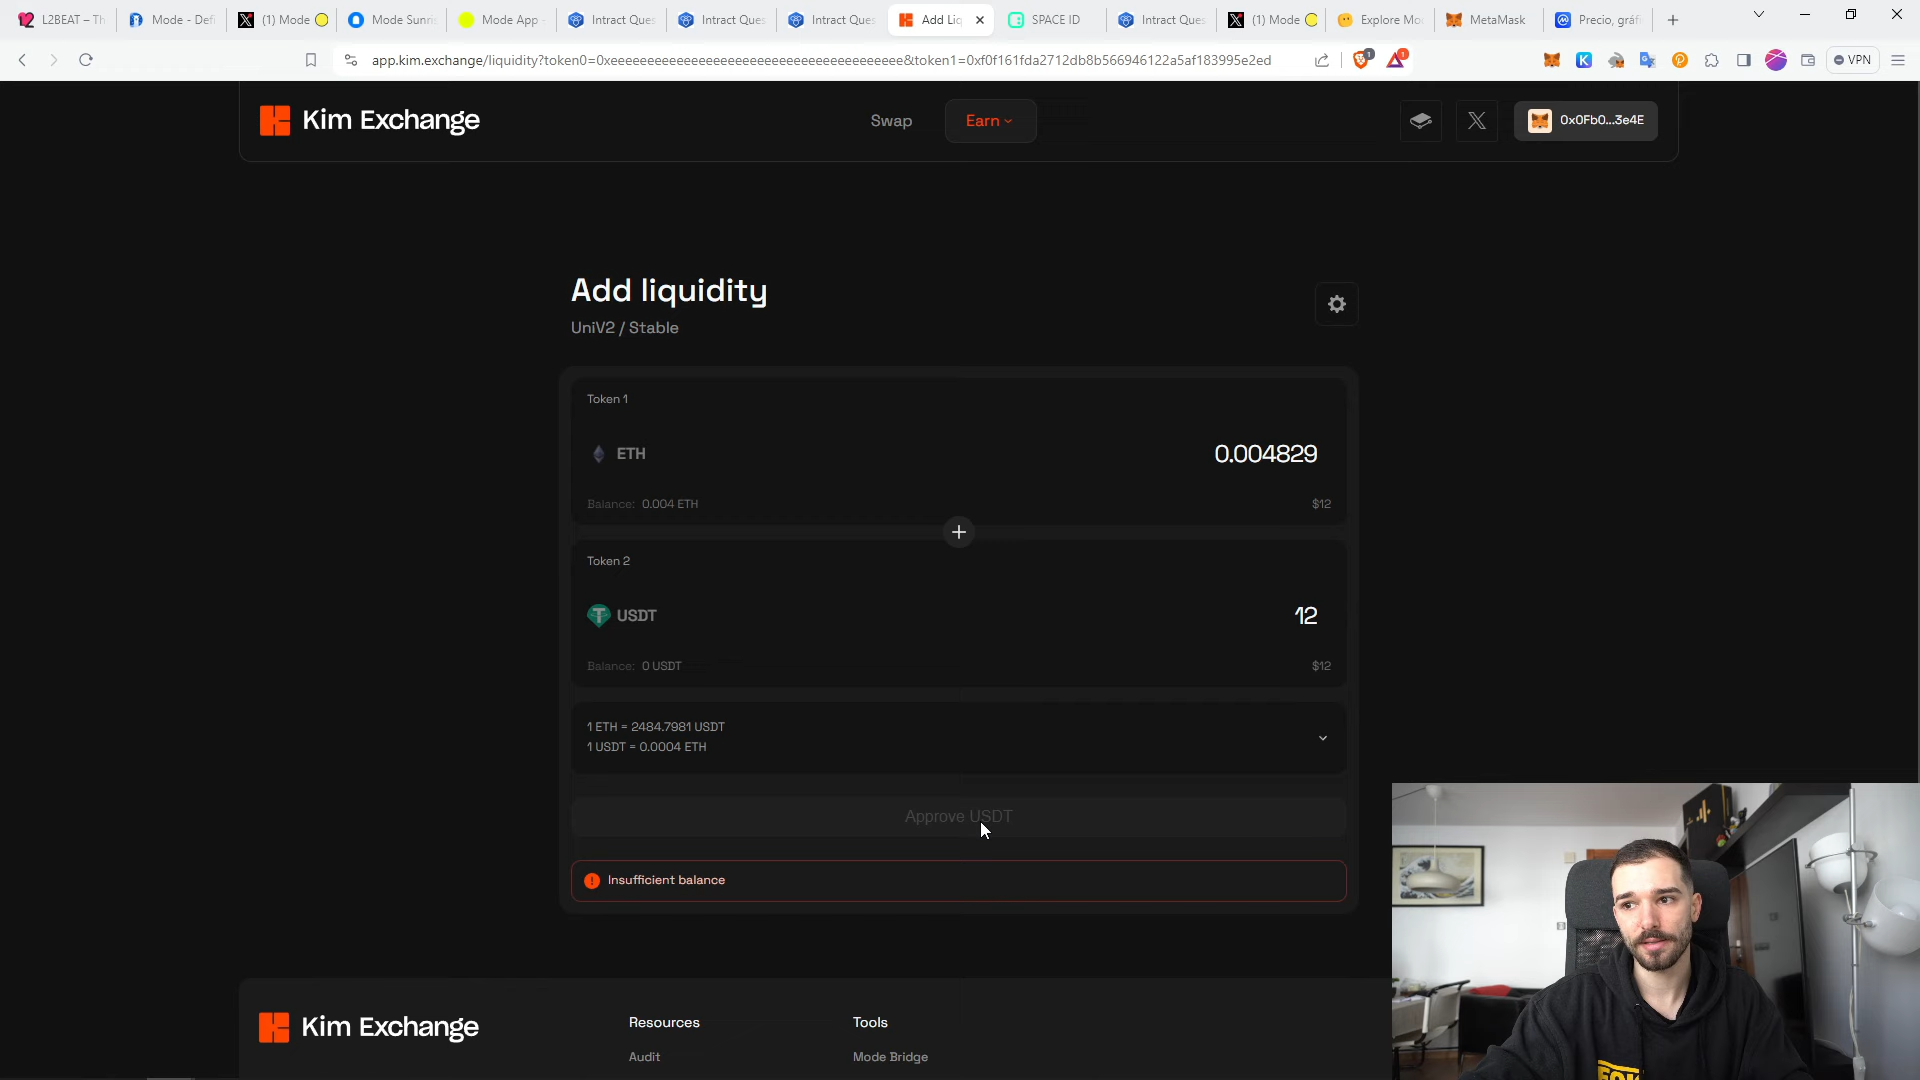 L2BEAT – Th
Mode - Defi
(1) Mode
Mode Sunri
Mode App -
Intract Ques
Intract Ques
Intract Ques
Add Liq
SPACE ID
Intract Ques
(1) Mode
Explore Mo
MetaMask
Precio, gráfi
app.kim.exchange/liquidity?token0=0xeeeeeeeeeeeeeeeeeeeeeeeeeeeeeeeeeeeeeeee&token1=0xf0f161fda2712db8b566946122a5af183995e2ed
1
1
VPN
Kim Exchange
Swap
Earn
0x0Fb0...3e4E
Add liquidity
UniV2 / Stable
Token 1
ETH
0.004829
Balance: 0.004 ETH
$12
Token 2
USDT
12
Balance: 0 USDT
$12
1 ETH = 2484.7981 USDT
1 USDT = 0.0004 ETH
Approve USDT
Insufficient balance
Kim Exchange
Resources
Tools
Audit
Mode Bridge